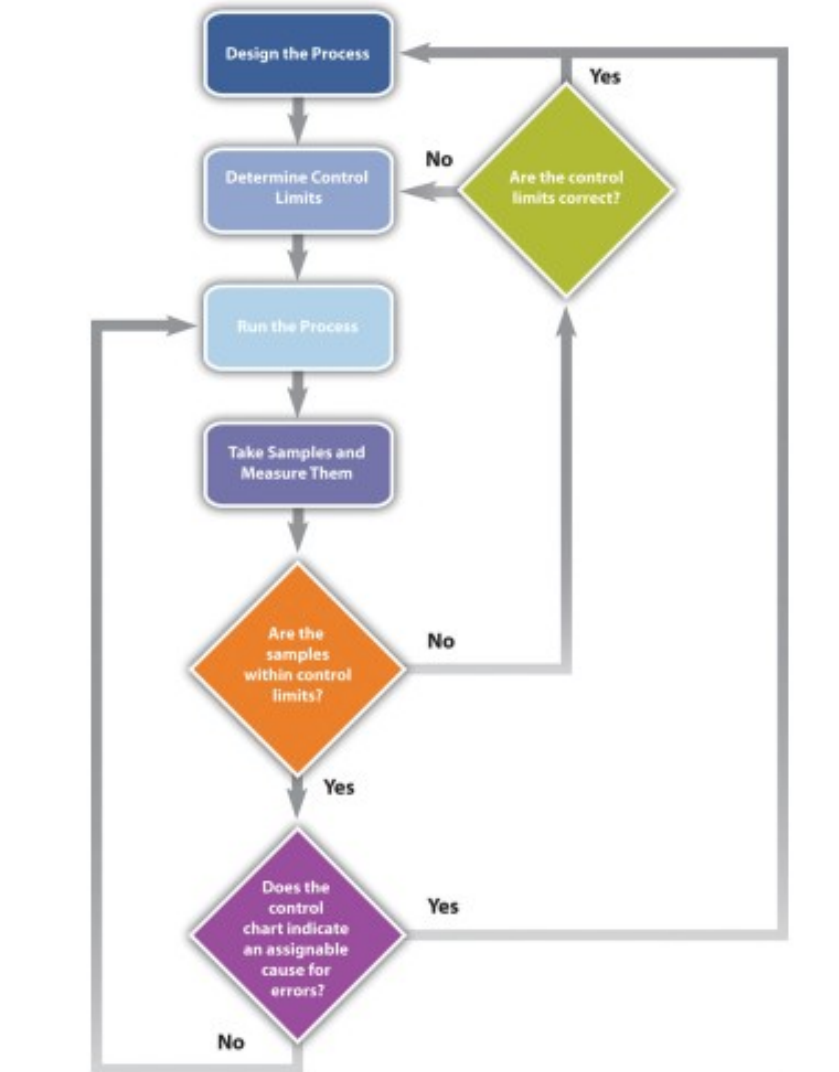 Design the Process
Yes
No
Determine Control
Limits
Are the control
limits correct?
Run the Process
Take Samples and
Measure Them
Are the
samples
within control
limits?
No
Yes
Does the
control
chart indicate
an assignable
cause for
errors?
Yes
No